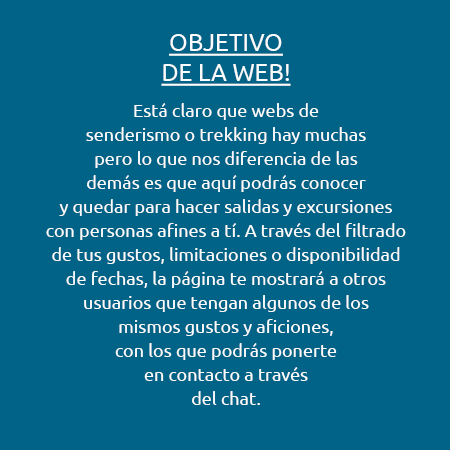 OBJETIVO
DE LA WEB!
Está claro que webs de
senderismo o trekking hay muchas
pero lo que nos diferencia de las
demás es que aquí podrás conocer
y quedar para hacer salidas y excursiones
con personas afines a tí. A través del filtrado
de tus gustos, limitaciones o disponibilidad
de fechas, la página te mostrará a otros
usuarios que tengan algunos de los
mismos gustos y aficiones,
con los que podrás ponerte
en contacto a través
del chat.